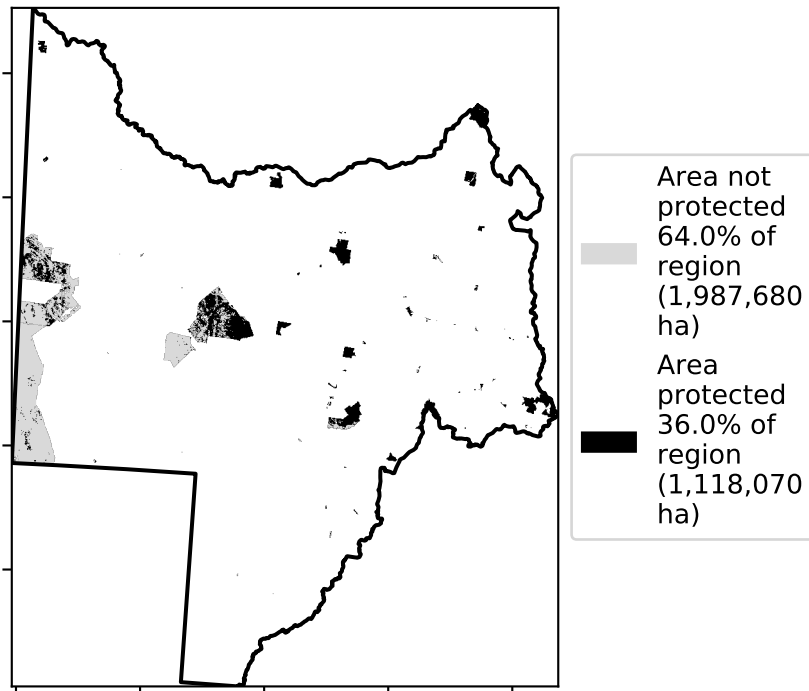 Area not
protected
64.0% of
region
(1,987,680
ha)
Area
protected
36.0% of
region
(1,118,070
ha)